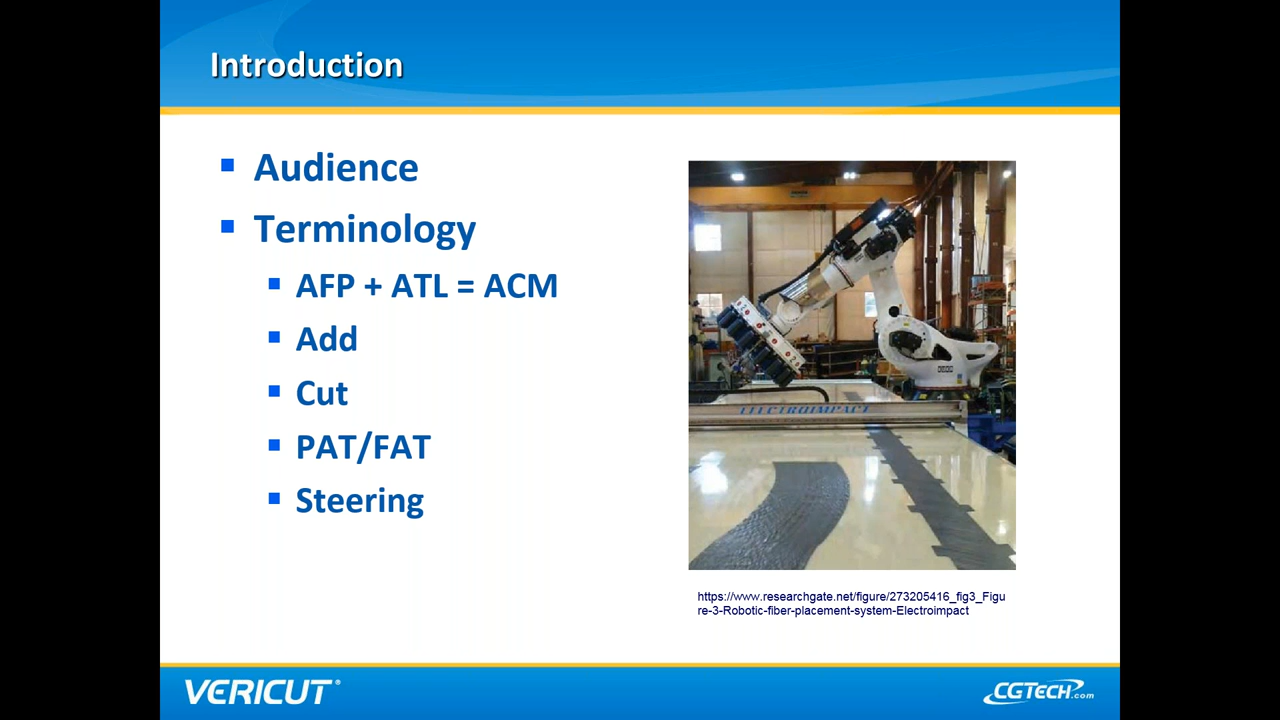 Introduction
Audience
Terminology
AFP + ATL = ACM
Add
Cut
PAT/FAT
Steering
ELECTROIMPACT
https://www.researchgate.net/figure/273205416_fig3_Figu
re-3-Robotic-fiber-placement-system-Electroimpact
VERICUT®
CGTECH.com